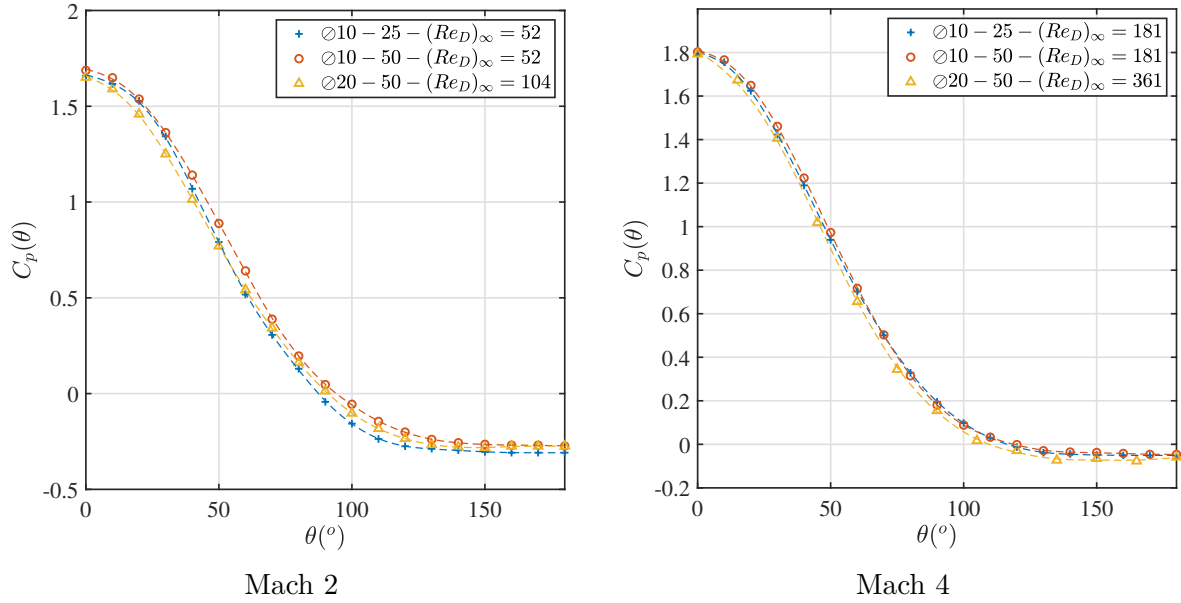 ⌀10 − 25 − (Re_D)_∞ = 52
⌀10 − 50 − (Re_D)_∞ = 52
⌀20 − 50 − (Re_D)_∞ = 104
2
1.5
1
0.5
0
-0.5
C_p(θ)
0 50 100 150
θ(°)
Mach 2
⌀10 − 25 − (Re_D)_∞ = 181
⌀10 − 50 − (Re_D)_∞ = 181
⌀20 − 50 − (Re_D)_∞ = 361
2
1.8
1.6
1.4
1.2
1
0.8
0.6
0.4
0.2
0
-0.2
C_p(θ)
0 50 100 150
θ(°)
Mach 4